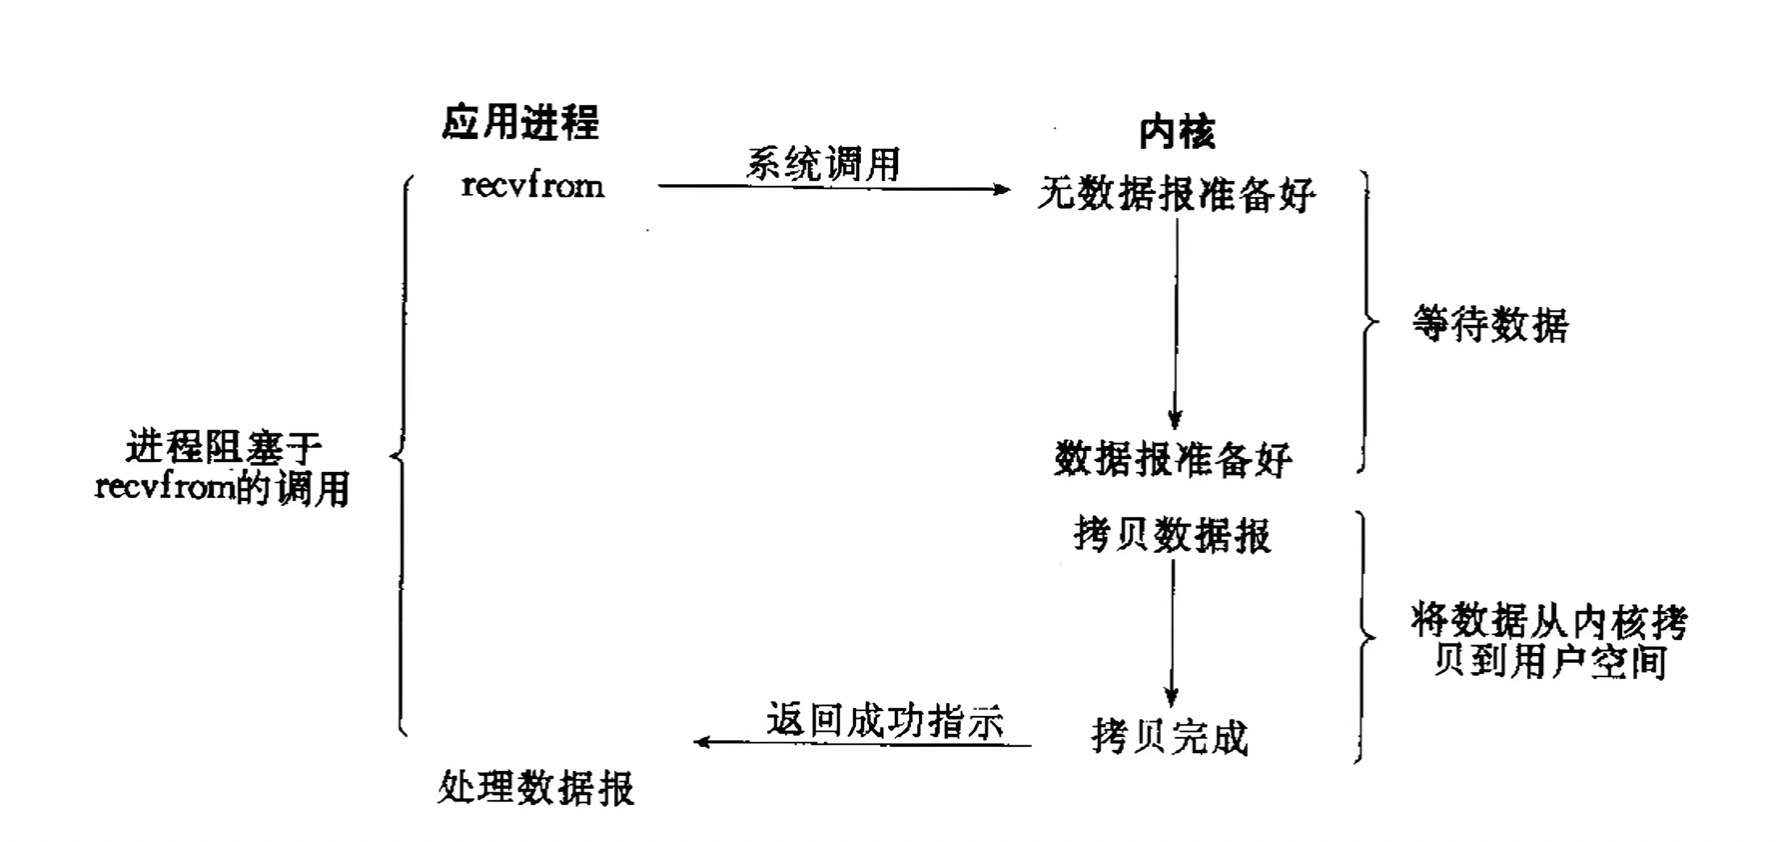 应用进程
内核
recvfrom
系统调用
无数据报准备好
等待数据
进程阻塞于
recvfrom的调用
数据报准备好
拷贝数据报
将数据从内核拷
贝到用户空间
返回成功指示
拷贝完成
处理数据报